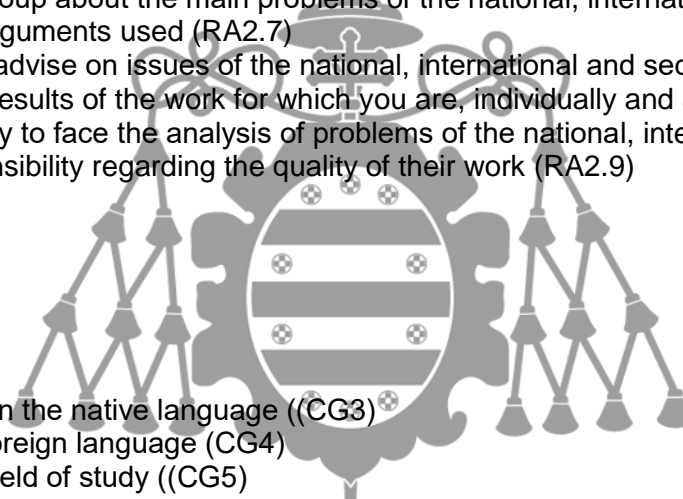 oup about the main problems of the national, internat
guments used (RA2.7)
advise on issues of the national, international and sec
esults of the work for which you are, individually and
y to face the analysis of problems of the national, inte
nsibility regarding the quality of their work (RA2.9)
n the native language ((CG3)
oreign language (CG4)
eld of study ((CG5)